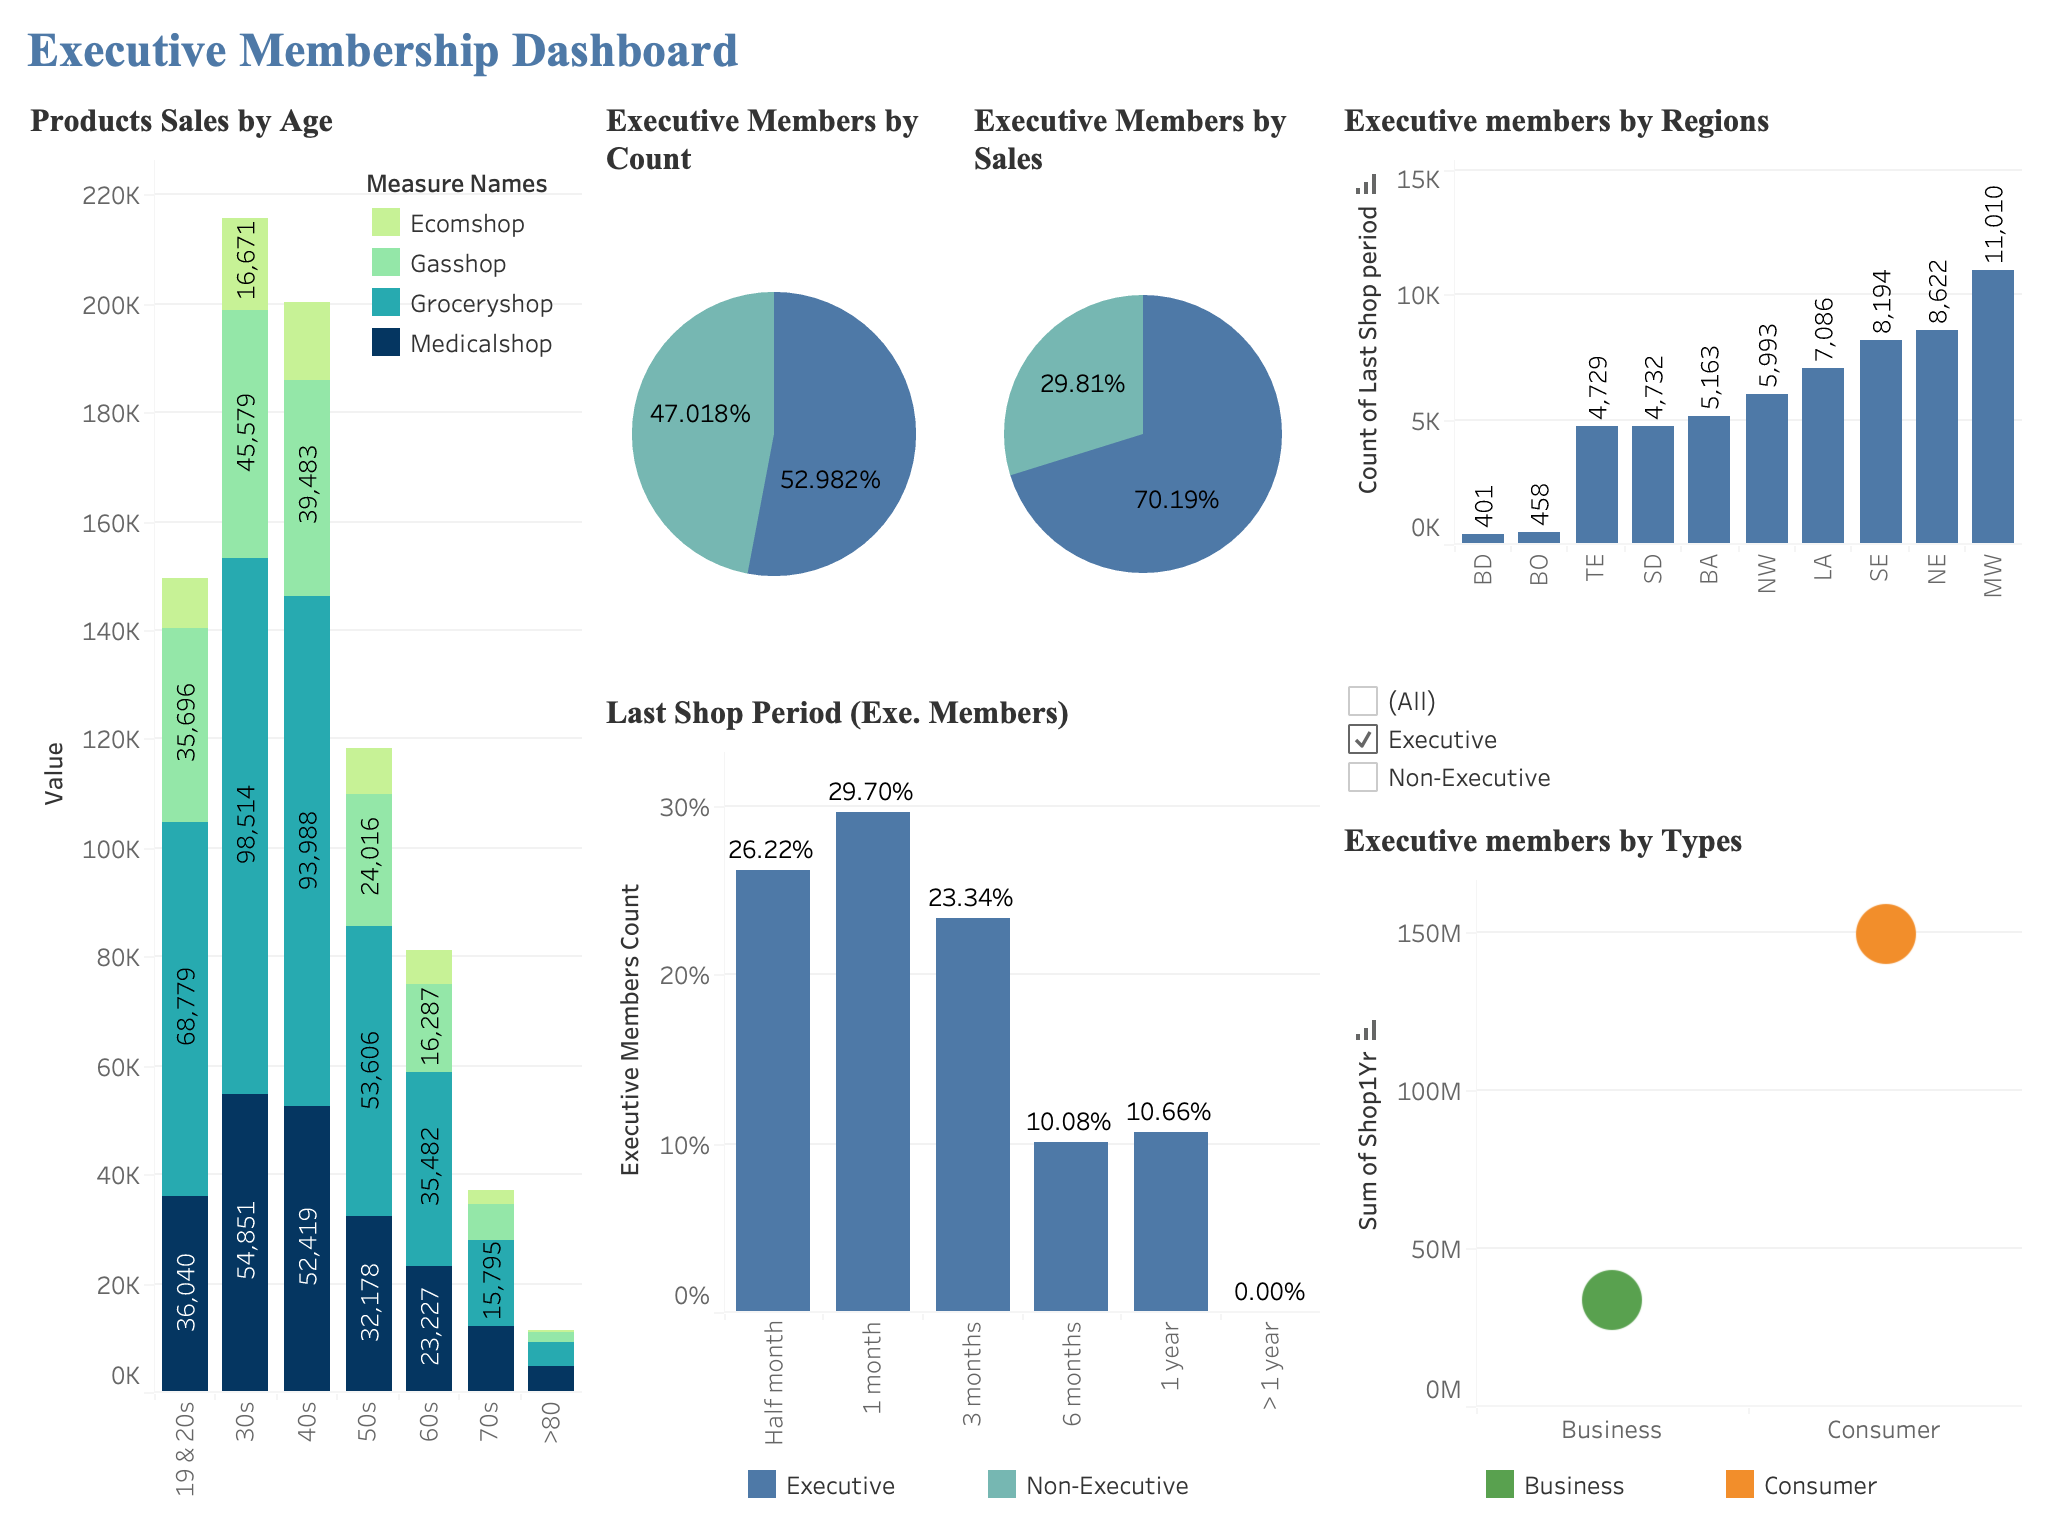 Executive Membership Dashboard
Products Sales by Age
Measure Names
Ecomshop
Gasshop
Groceryshop
Medicalshop
Value
220K
200K
180K
160K
140K
120K
100K
80K
60K
40K
20K
0K
35,696
68,779
36,040
16,671
45,579
98,514
54,851
39,483
93,988
52,419
24,016
53,606
32,178
16,287
35,482
23,227
15,795
19 & 20s
30s
40s
50s
60s
70s
>80
Executive Members by
Count
47.018%
52.982%
Executive Members by
Sales
29.81%
70.19%
Last Shop Period (Exe. Members)
Executive Members Count
30%
20%
10%
0%
26.22%
29.70%
23.34%
10.08%
10.66%
0.00%
Half month
1 month
3 months
6 months
1 year
> 1 year
Executive
Non-Executive
Executive members by Regions
Count of Last Shop period
15K
10K
5K
0K
401
458
4,729
4,732
5,163
5,993
7,086
8,194
8,622
11,010
BD
BO
TE
SD
BA
NW
LA
SE
NE
MW
(All)
Executive
Non-Executive
Executive members by Types
Sum of Shop1Yr
150M
100M
50M
0M
Business
Consumer
Business
Consumer